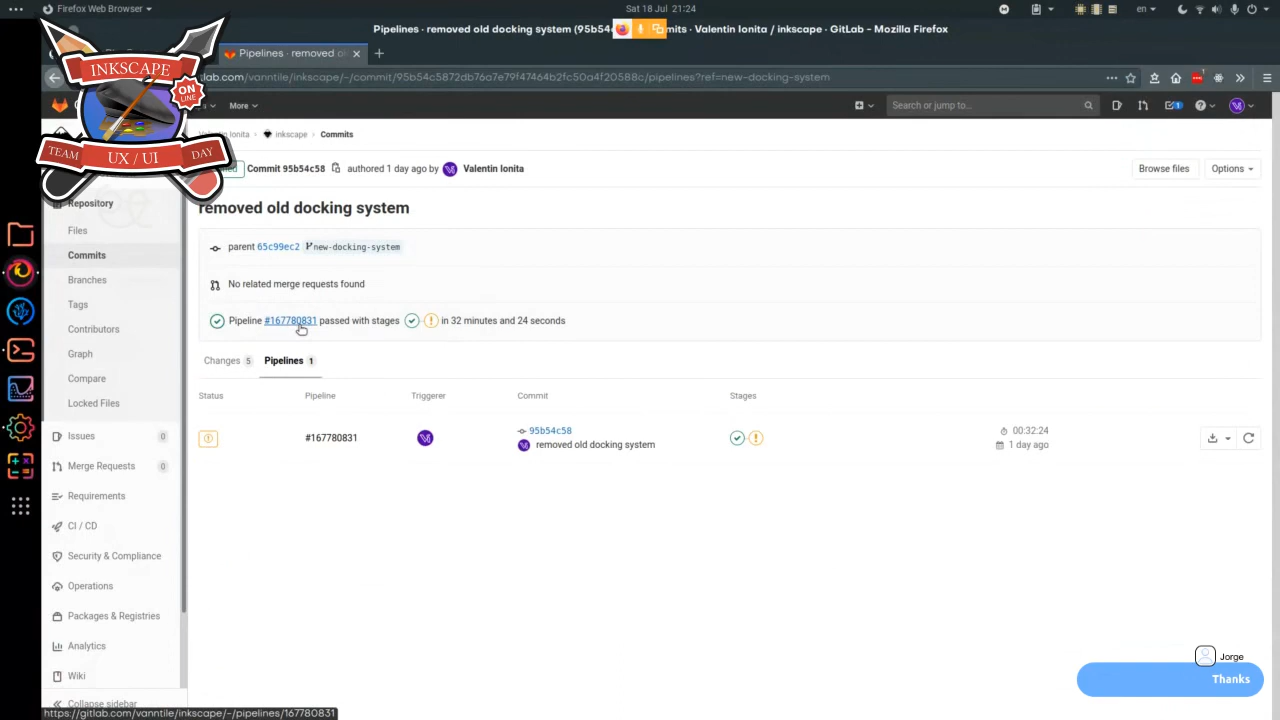 Firefox Web Browser
Sat 18 Jul 21:24
en
Pipelines · removed old docking system (95b54c
mits · Valentin Ionita / inkscape · GitLab - Mozilla Firefox
Pipelines · removed old do
lab.com/vanntile/inkscape/-/commit/95b54c5872db76a7e79f47464b2fc50a4f20588c/pipelines?ref=new-docking-system
INKSCAPE
ON
LINE
TEAM
UX / UI
DAY
More
Search or jump to...
1
Valentin Ionita
inkscape
Commits
Commit 95b54c58
authored 1 day ago by
Valentin Ionita
Browse files
Options
removed old docking system
parent 65c99ec2
new-docking-system
No related merge requests found
Pipeline #167780831 passed with stages
in 32 minutes and 24 seconds
Changes 5
Pipelines 1
Status
Pipeline
Triggerer
Commit
Stages
#167780831
95b54c58
removed old docking system
00:32:24
1 day ago
Repository
Files
Commits
Branches
Tags
Contributors
Graph
Compare
Locked Files
Issues 0
Merge Requests 0
Requirements
CI / CD
Security & Compliance
Operations
Packages & Registries
Analytics
Wiki
Collapse sidebar
https://gitlab.com/vanntile/inkscape/-/pipelines/167780831
Jorge
Thanks